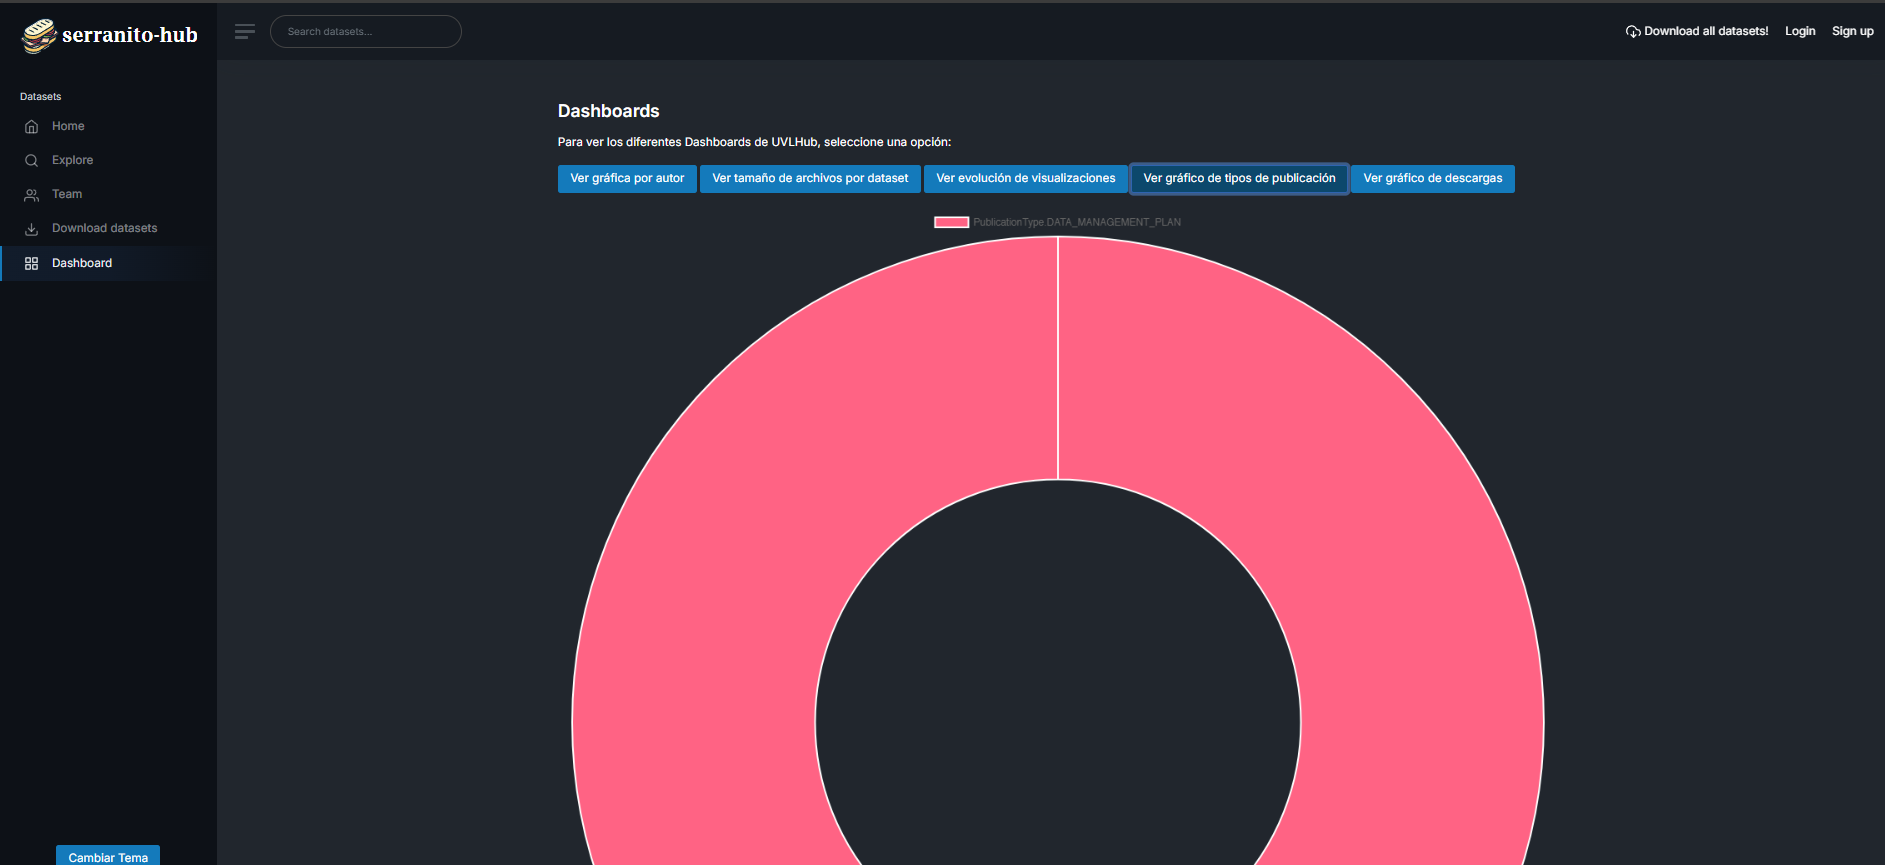 serranito-hub
Search datasets...
Download all datasets!
Login
Sign up
Datasets
Home
Explore
Team
Download datasets
Dashboard
Dashboards
Para ver los diferentes Dashboards de UVLHub, seleccione una opción:
Ver gráfica por autor
Ver tamaño de archivos por dataset
Ver evolución de visualizaciones
Ver gráfico de tipos de publicación
Ver gráfico de descargas
PublicationType.DATA_MANAGEMENT_PLAN
Cambiar Tema